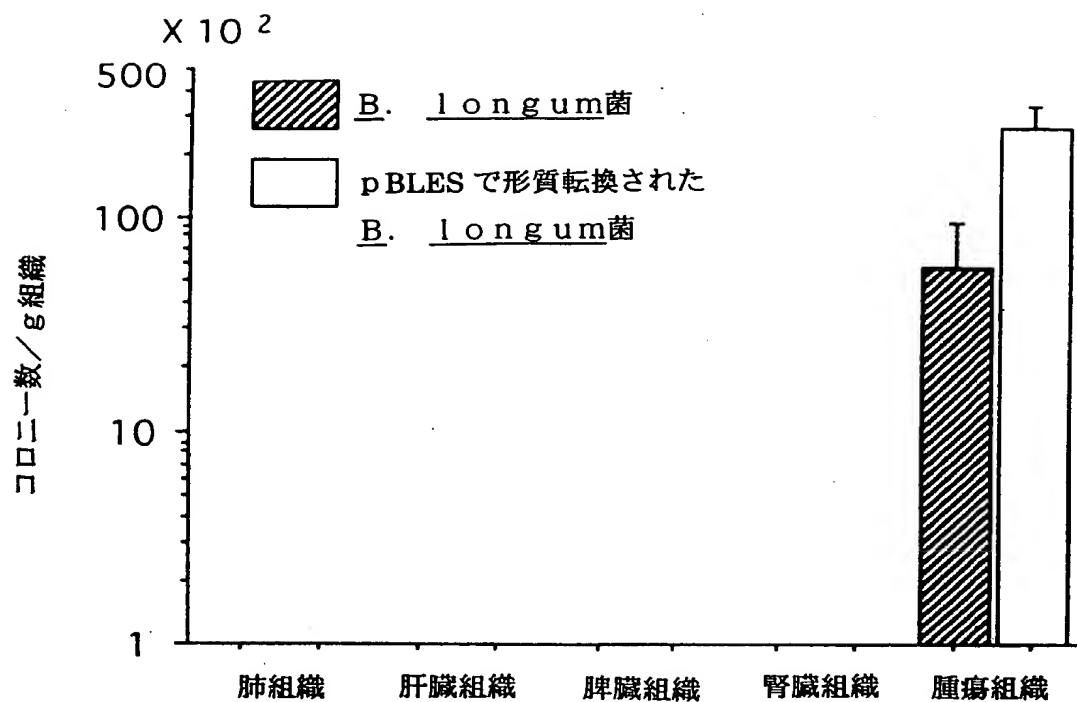 X 10 2
500
100
10
1
コロニー数／g組織
B. longum菌
pBLESで形質転換された
B. longum菌
肺組織
肝臓組織
脾臓組織
腎臓組織
腫瘍組織